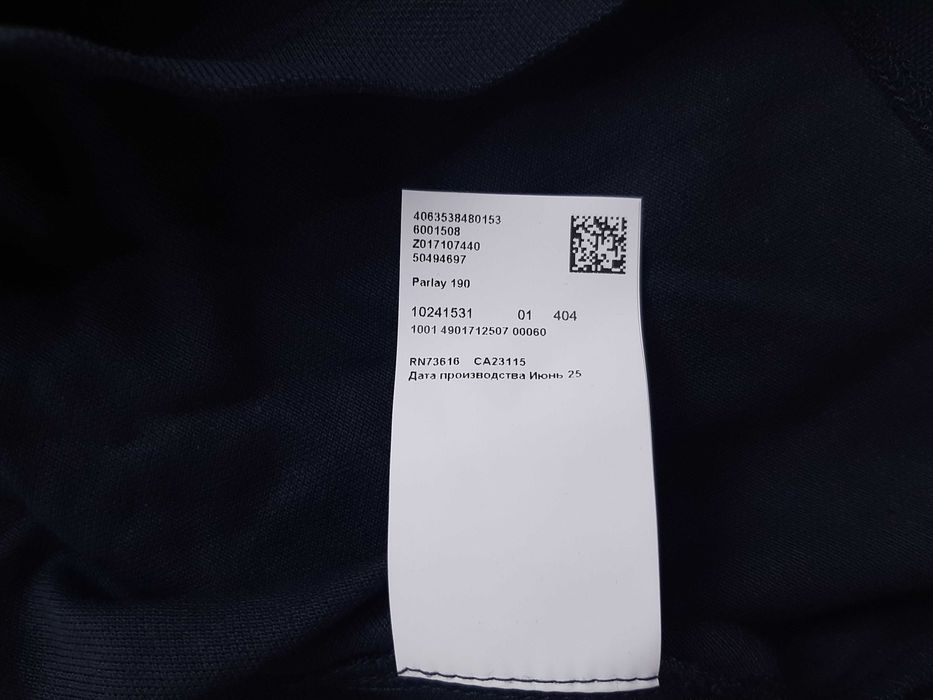 4063538480153
6001508
Z017107440
50494697
Parlay 190
10241531 01 404
1001 4901712507 00060
RN73616 CA23115
Дата производства Июнь 25